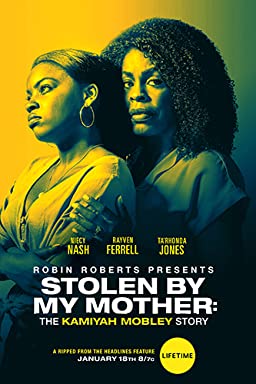 NIECY NASH
RAYVEN FERRELL
TA'RHONDA JONES
ROBIN ROBERTS PRESENTS
STOLEN BY
MY MOTHER:
THE KAMIYAH MOBLEY STORY
A RIPPED FROM THE HEADLINES FEATURE
JANUARY 18TH 8/7C
LIFETIME